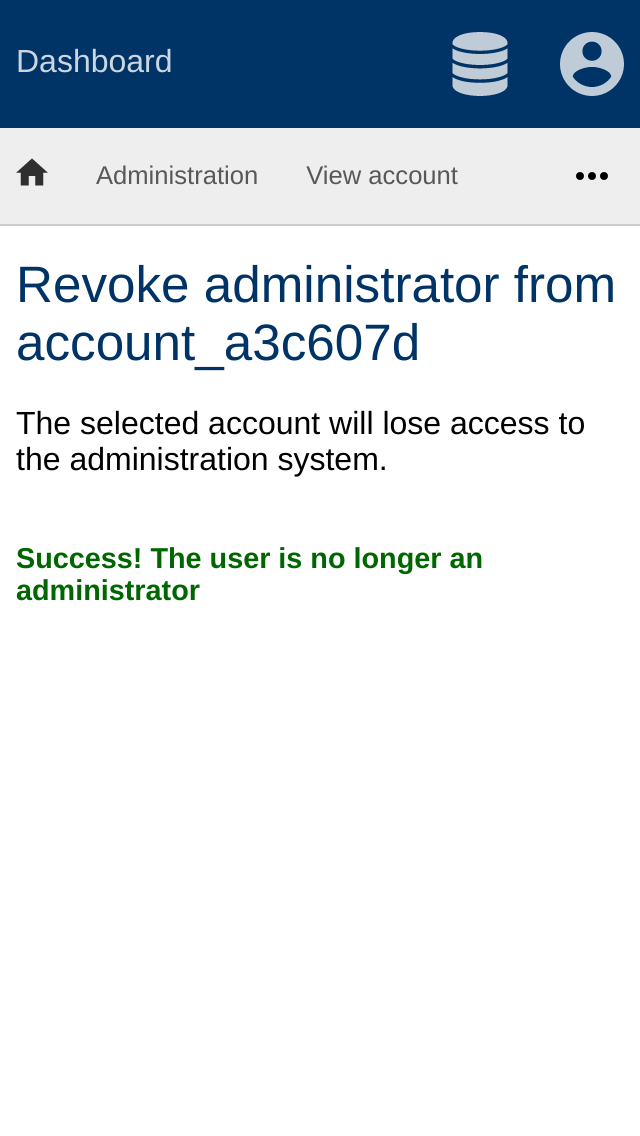 Dashboard
Administration View account
Revoke administrator from
account_a3c607d
The selected account will lose access to
the administration system.
Success! The user is no longer an
administrator